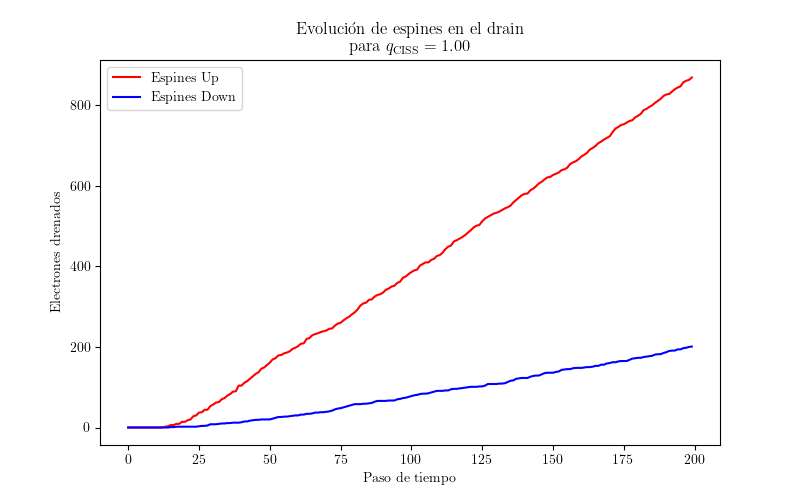 Evolución de espines en el drain
para q_CISS = 1.00
Espines Up
Espines Down
Electrones drenados
800
600
400
200
0
0 25 50 75 100 125 150 175 200
Paso de tiempo